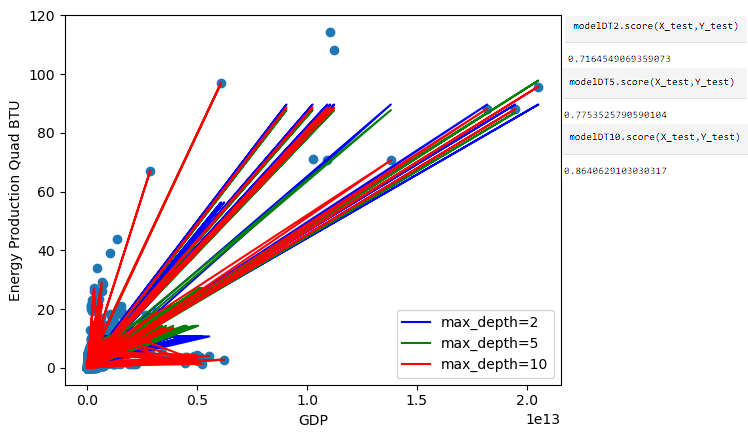 120
100
80
60
40
20
0
Energy Production Quad BTU
0.0
0.5
1.0
1.5
2.0
1e13
GDP
max_depth=2
max_depth=5
max_depth=10
modelDT2.score(X_test,Y_test)
0.7164549069359073
modelDT5.score(X_test,Y_test)
0.7753525790590104
modelDT10.score(X_test,Y_test)
0.8640629103030317